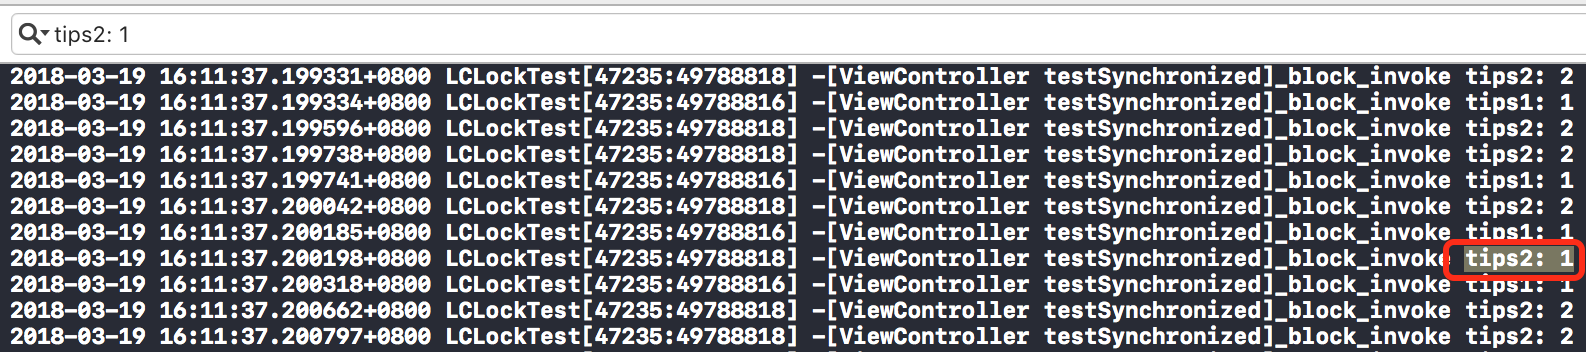 tips2: 1
2018-03-19 16:11:37.199331+0800 LCLockTest[47235:49788818] -[ViewController testSynchronized]_block_invoke tips2: 2
2018-03-19 16:11:37.199334+0800 LCLockTest[47235:49788816] -[ViewController testSynchronized]_block_invoke tips1: 1
2018-03-19 16:11:37.199596+0800 LCLockTest[47235:49788818] -[ViewController testSynchronized]_block_invoke tips2: 2
2018-03-19 16:11:37.199738+0800 LCLockTest[47235:49788818] -[ViewController testSynchronized]_block_invoke tips2: 2
2018-03-19 16:11:37.199741+0800 LCLockTest[47235:49788816] -[ViewController testSynchronized]_block_invoke tips1: 1
2018-03-19 16:11:37.200042+0800 LCLockTest[47235:49788818] -[ViewController testSynchronized]_block_invoke tips2: 2
2018-03-19 16:11:37.200185+0800 LCLockTest[47235:49788816] -[ViewController testSynchronized]_block_invoke tips1: 1
2018-03-19 16:11:37.200198+0800 LCLockTest[47235:49788818] -[ViewController testSynchronized]_block_invoke tips2: 1
2018-03-19 16:11:37.200318+0800 LCLockTest[47235:49788816] -[ViewController testSynchronized]_block_invoke tips1: 1
2018-03-19 16:11:37.200662+0800 LCLockTest[47235:49788818] -[ViewController testSynchronized]_block_invoke tips2: 2
2018-03-19 16:11:37.200797+0800 LCLockTest[47235:49788818] -[ViewController testSynchronized]_block_invoke tips2: 2